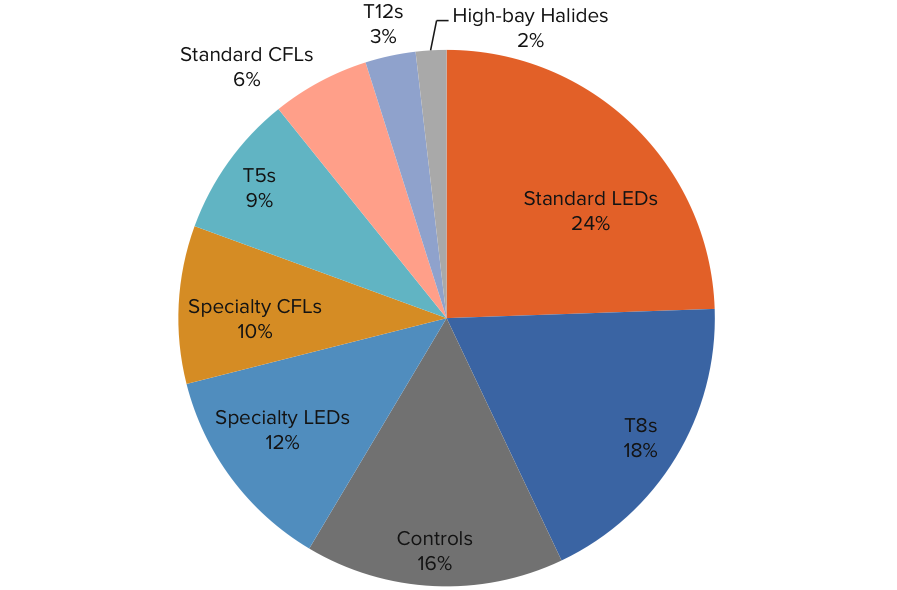 T12s
3%
High-bay Halides
2%
Standard CFLs
6%
T5s
9%
Standard LEDs
24%
Specialty CFLs
10%
Specialty LEDs
12%
T8s
18%
Controls
16%